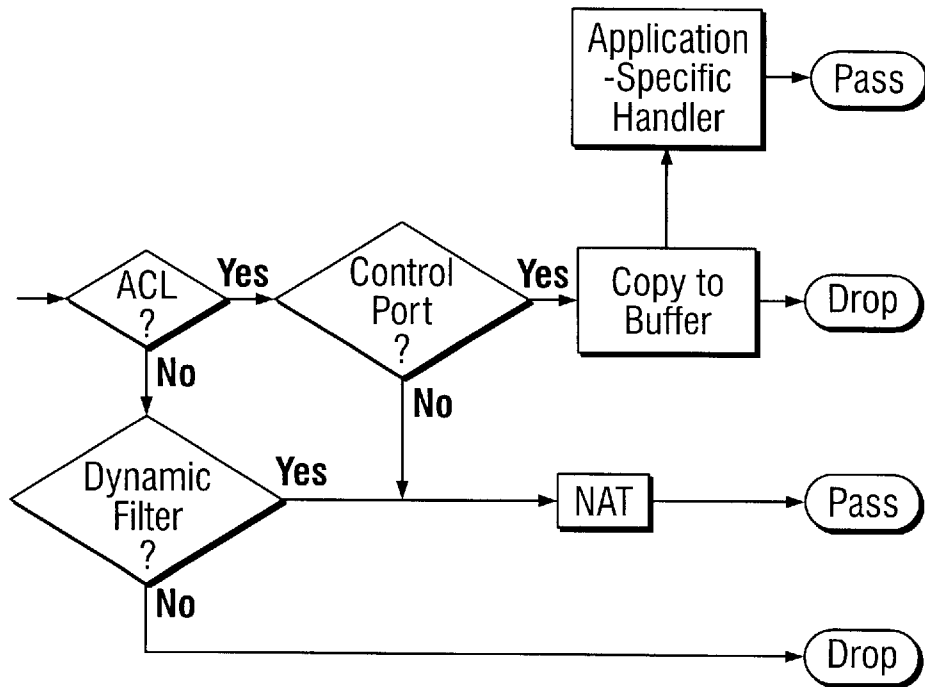 Application
-Specific
Handler
Pass
ACL
?
Yes
Control
Port
?
Yes
Copy to
Buffer
Drop
No
No
Dynamic
Filter
?
Yes
NAT
Pass
No
Drop